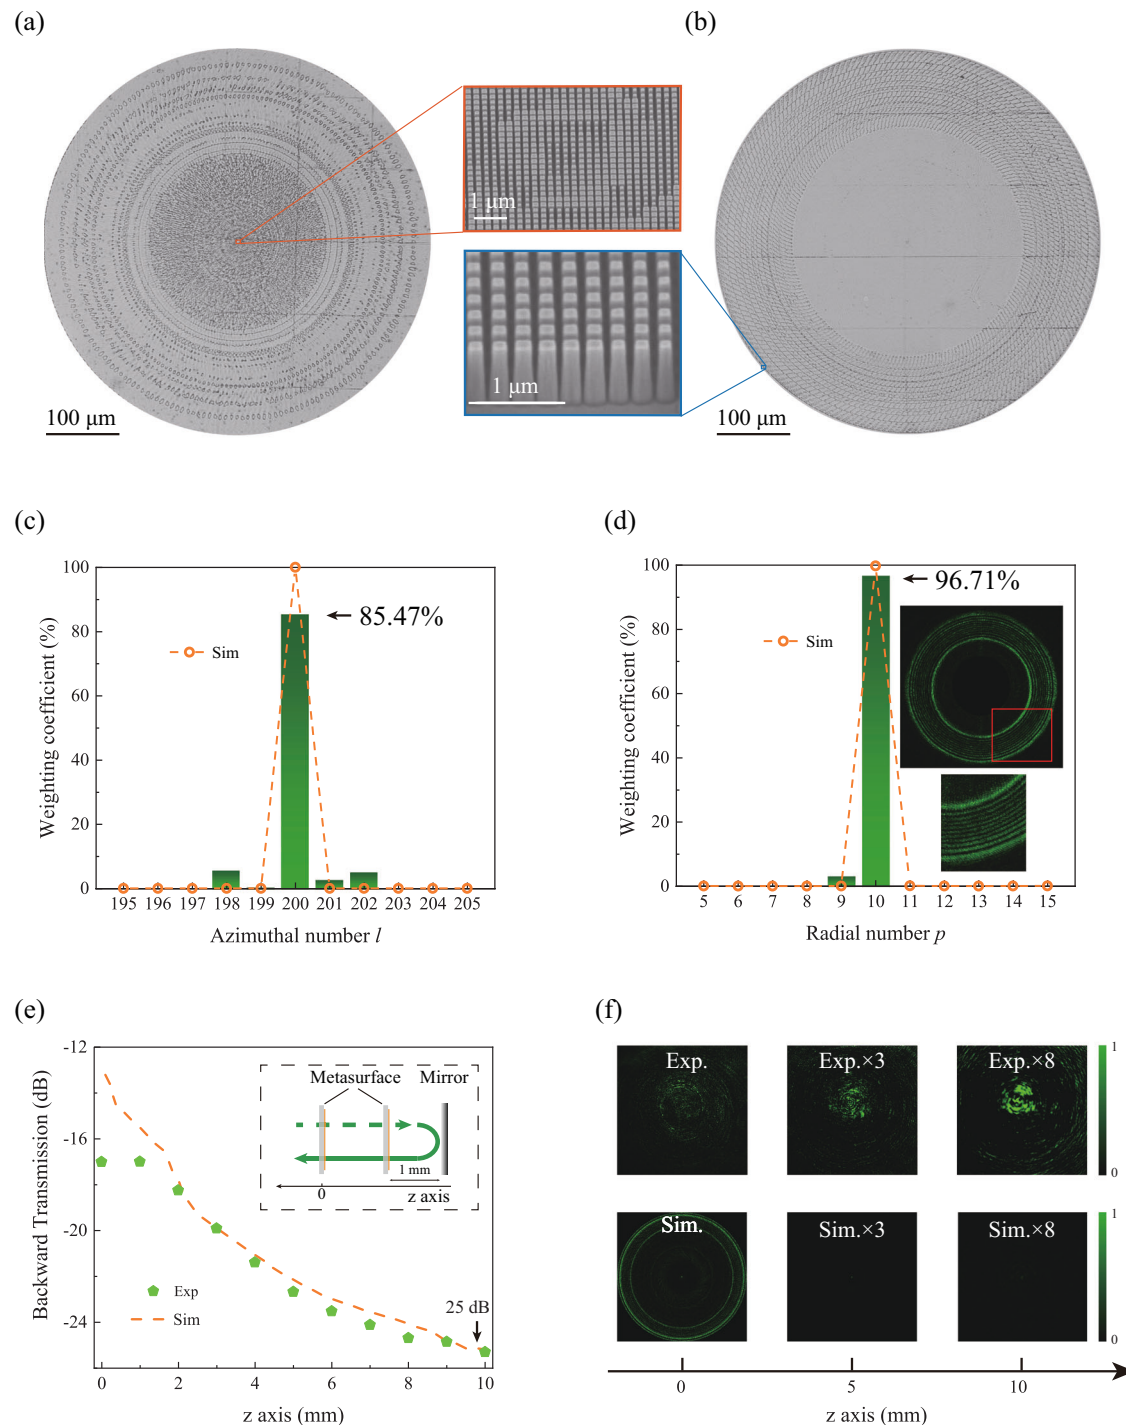 (a)
(b)
1 μm
1 μm
100 μm
100 μm
(c)
(d)
100
80
60
40
20
0
Weighting coefficient (%)
Sim
85.47%
195 196 197 198 199 200 201 202 203 204 205
Azimuthal number l
100
80
60
40
20
0
Weighting coefficient (%)
Sim
96.71%
5 6 7 8 9 10 11 12 13 14 15
Radial number p
(e)
(f)
-12
-16
-20
-24
Backward Transmission (dB)
Metasurface
Mirror
1 mm
0
z axis
Exp
Sim
25 dB
0 2 4 6 8 10
z axis (mm)
Exp.
Exp.×3
Exp.×8
1
0
Sim.
Sim.×3
Sim.×8
1
0
0 5 10
z axis (mm)